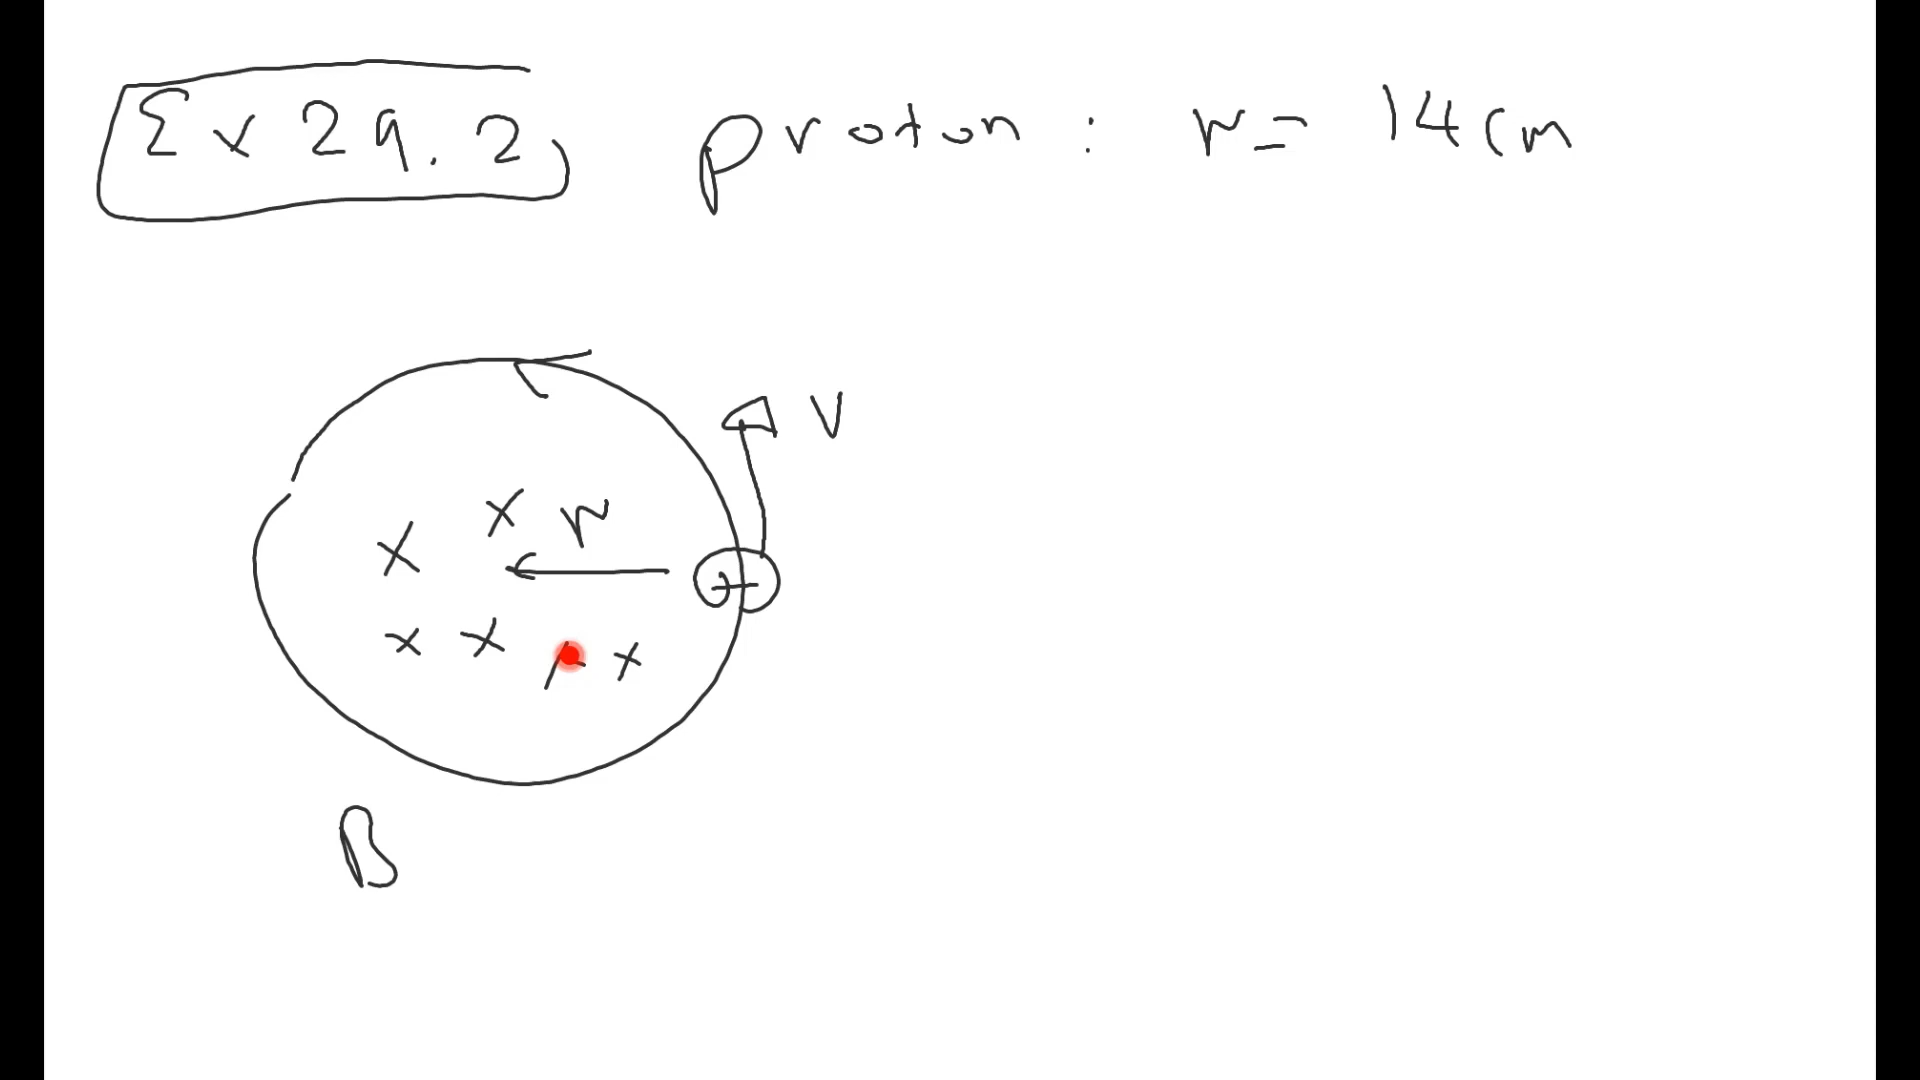 Ex 29.2, proton : r = 14 cm
V
x x r
+
x x x
B